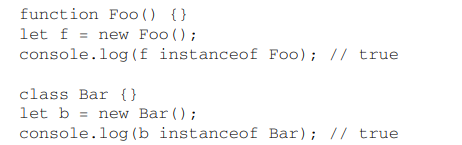 function Foo() {}
let f = new Foo();
console.log(f instanceof Foo); // true
class Bar {}
let b = new Bar();
console.log(b instanceof Bar); // true